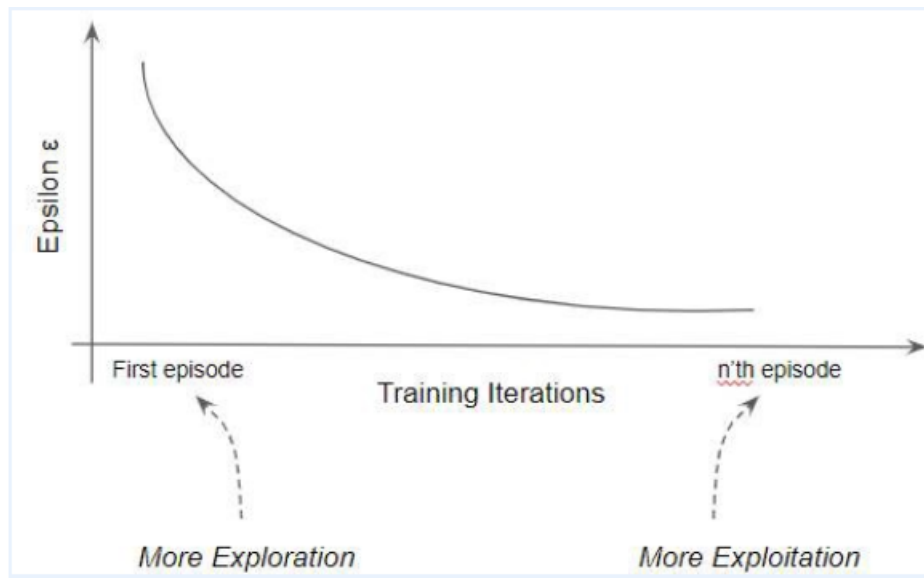 Epsilon ε
First episode
n'th episode
Training Iterations
More Exploration
More Exploitation